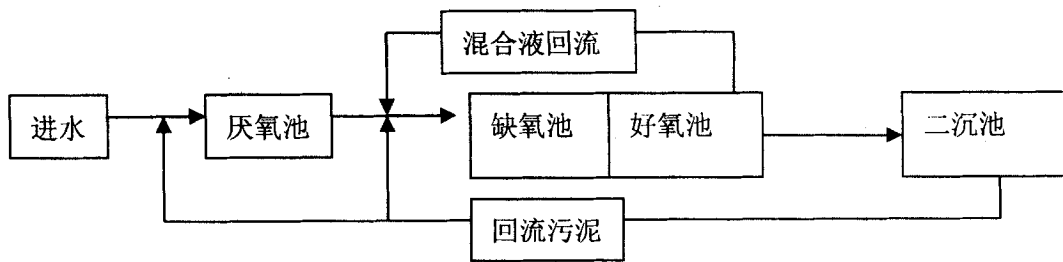 混合液回流
进水
厌氧池
缺氧池
好氧池
二沉池
回流污泥